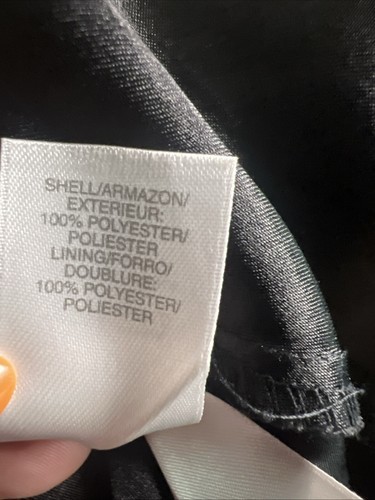 SHELL/ARMAZON/
EXTERIEUR:
100% POLYESTER/
POLIESTER
LINING/FORRO/
DOUBLURE:
100% POLYESTER/
POLIESTER